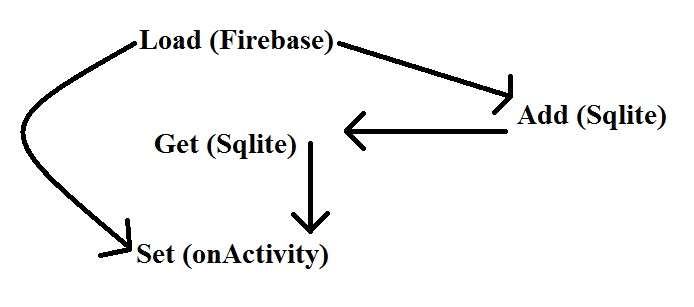 Load (Firebase)
Add (Sqlite)
Get (Sqlite)
Set (onActivity)